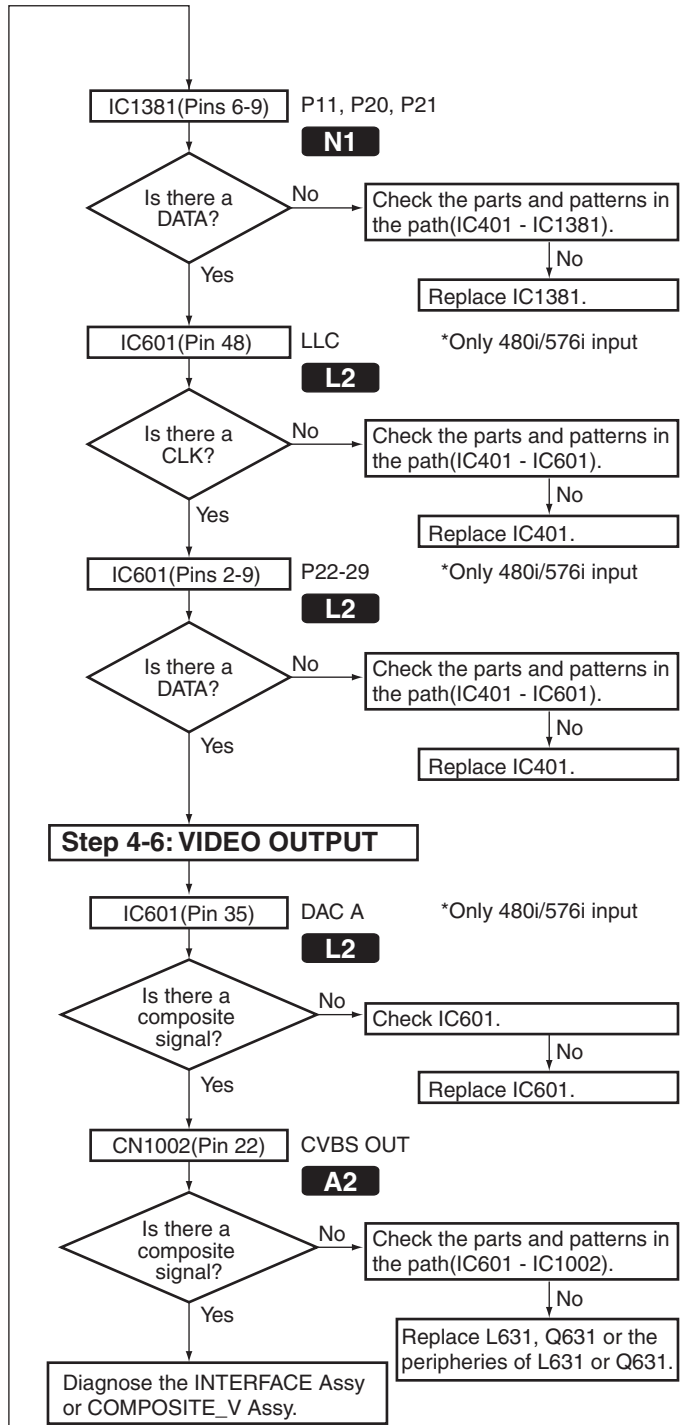 IC1381(Pins 6-9) P11, P20, P21
N1
Is there a
DATA?
No
Check the parts and patterns in
the path(IC401 - IC1381).
No
Replace IC1381.
Yes
IC601(Pin 48) LLC *Only 480i/576i input
L2
Is there a
CLK?
No
Check the parts and patterns in
the path(IC401 - IC601).
No
Replace IC401.
Yes
IC601(Pins 2-9) P22-29 *Only 480i/576i input
L2
Is there a
DATA?
No
Check the parts and patterns in
the path(IC401 - IC601).
No
Replace IC401.
Yes
Step 4-6: VIDEO OUTPUT
IC601(Pin 35) DAC A *Only 480i/576i input
L2
Is there a
composite
signal?
No
Check IC601.
No
Replace IC601.
Yes
CN1002(Pin 22) CVBS OUT
A2
Is there a
composite
signal?
No
Check the parts and patterns in
the path(IC601 - IC1002).
No
Replace L631, Q631 or the
peripheries of L631 or Q631.
Yes
Diagnose the INTERFACE Assy
or COMPOSITE_V Assy.